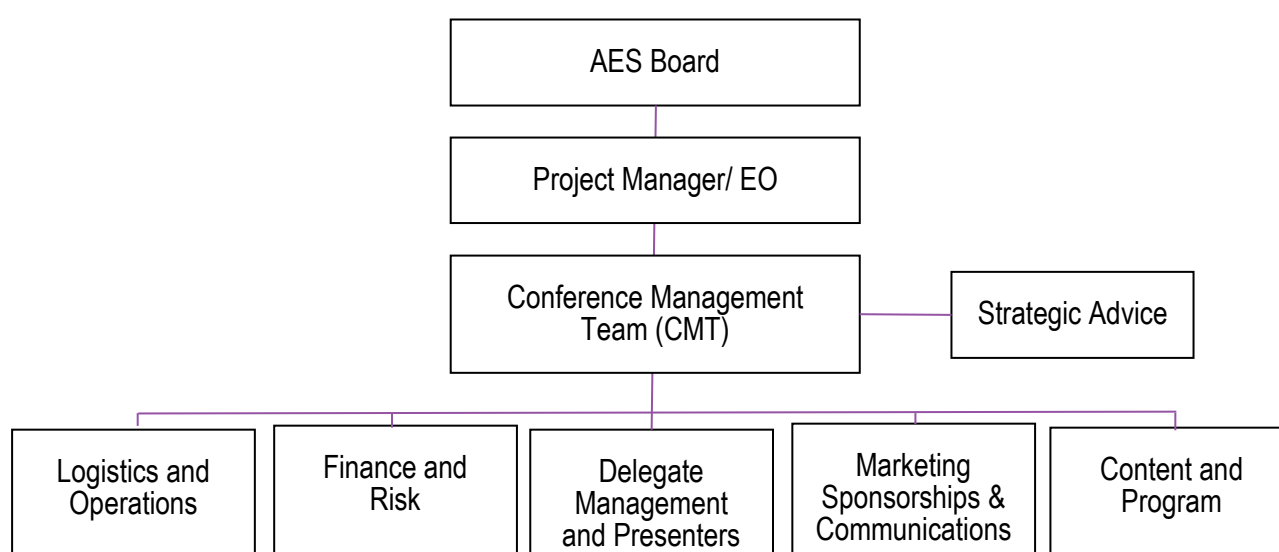 AES Board
Project Manager/ EO
Conference Management
Team (CMT)
Strategic Advice
Logistics and
Operations
Finance and
Risk
Delegate
Management
and Presenters
Marketing
Sponsorships &
Communications
Content and
Program